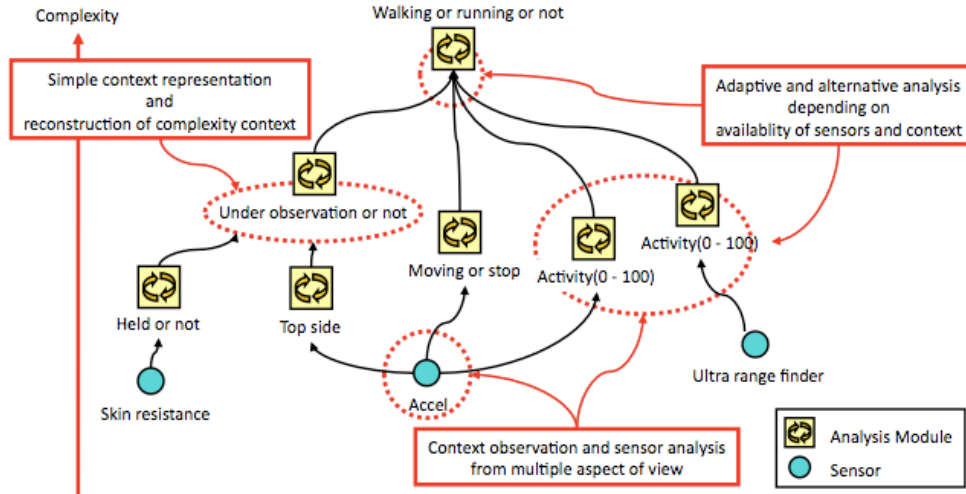 Walking or running or not
Complexity
Simple context representation
and
reconstruction of complexity context
Adaptive and alternative analysis
depending on
availablity of sensors and context
Under observation or not
Activity(0 - 100)
Moving or stop
Activity(0 - 100)
Held or not
Top side
Ultra range finder
Skin resistance
Accel
Context observation and sensor analysis
from multiple aspect of view
Analysis Module
Sensor